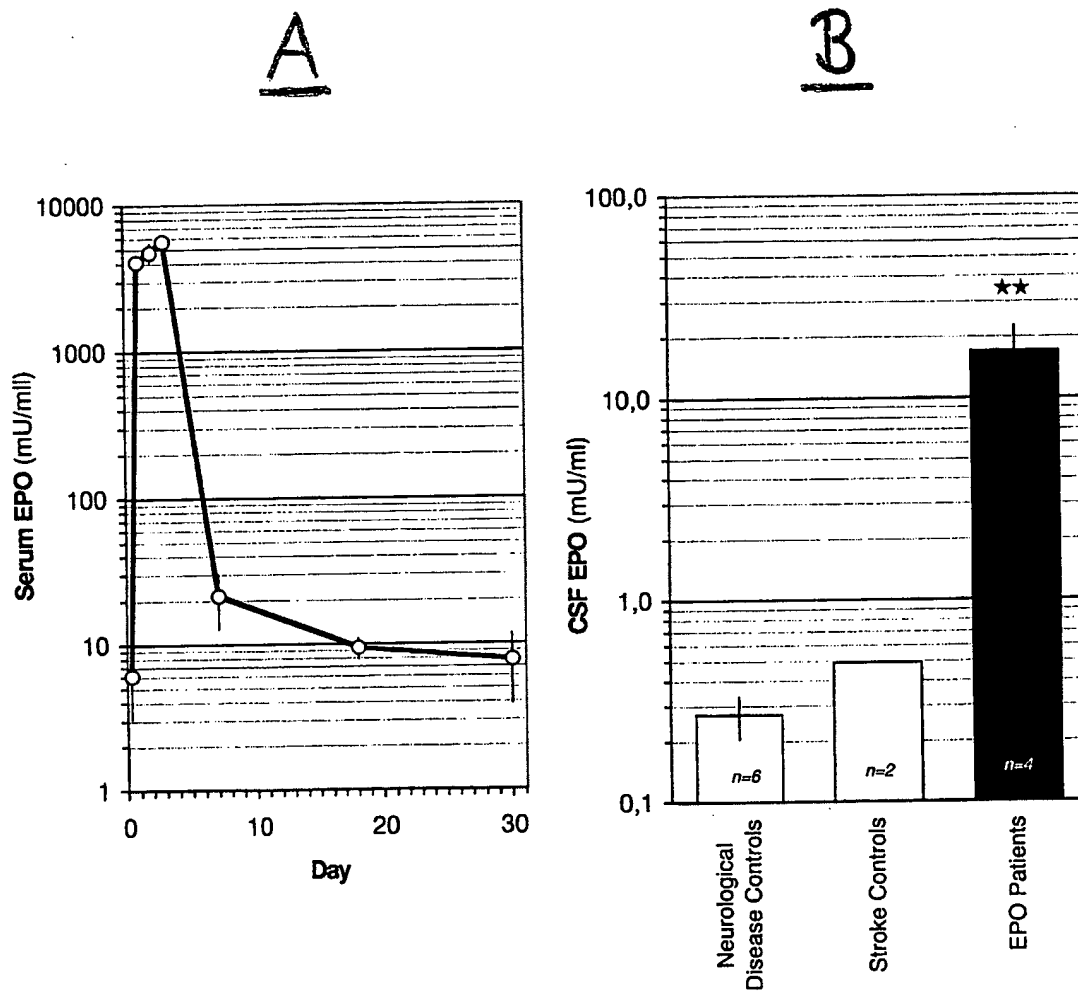 A
B
10000
1000
100
10
1
Serum EPO (mU/mll)
0
10
20
30
Day
100,0
10,0
1,0
0,1
CSF EPO (mU/ml)
★★
n=6
n=2
n=4
Neurological
Disease Controls
Stroke Controls
EPO Patients